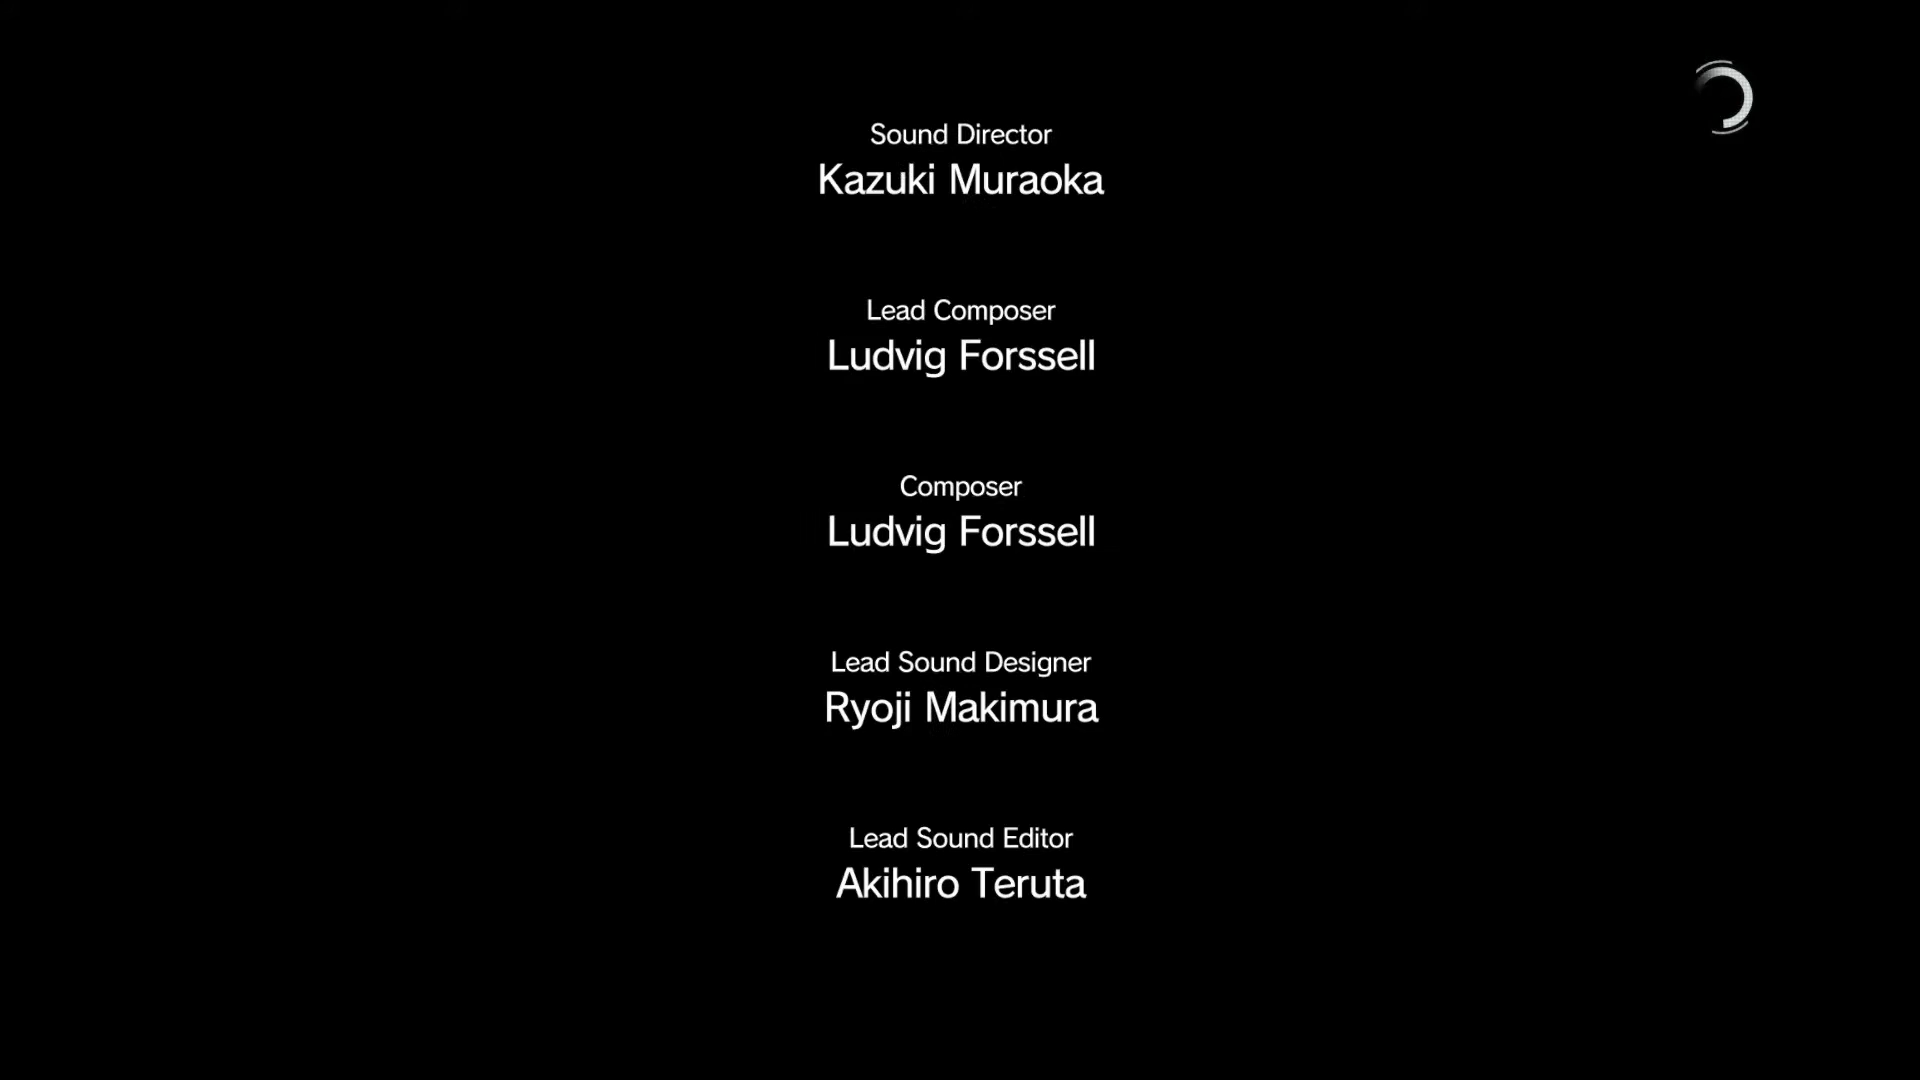 Sound Director
Kazuki Muraoka
Lead Composer
Ludvig Forssell
Composer
Ludvig Forssell
Lead Sound Designer
Ryoji Makimura
Lead Sound Editor
Akihiro Teruta